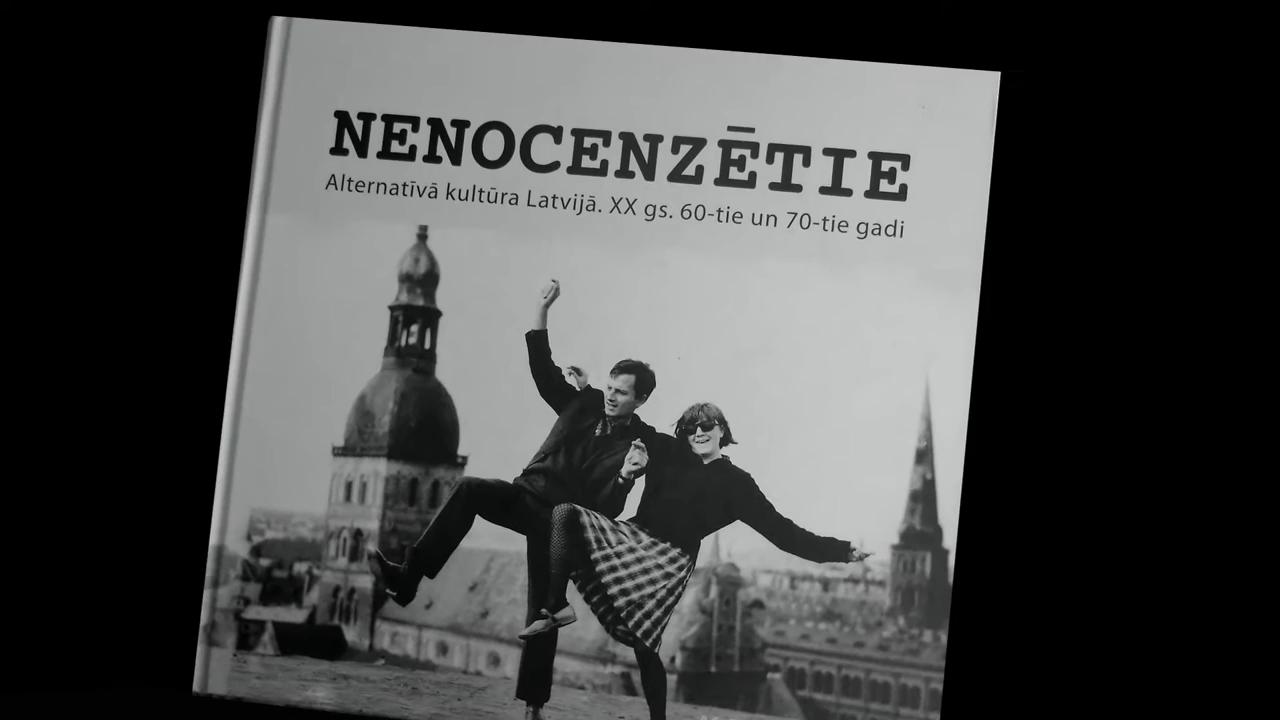 NENOCENZĒTIE
Alternatīvā kultūra Latvijā. XX gs. 60-tie un 70-tie gadi